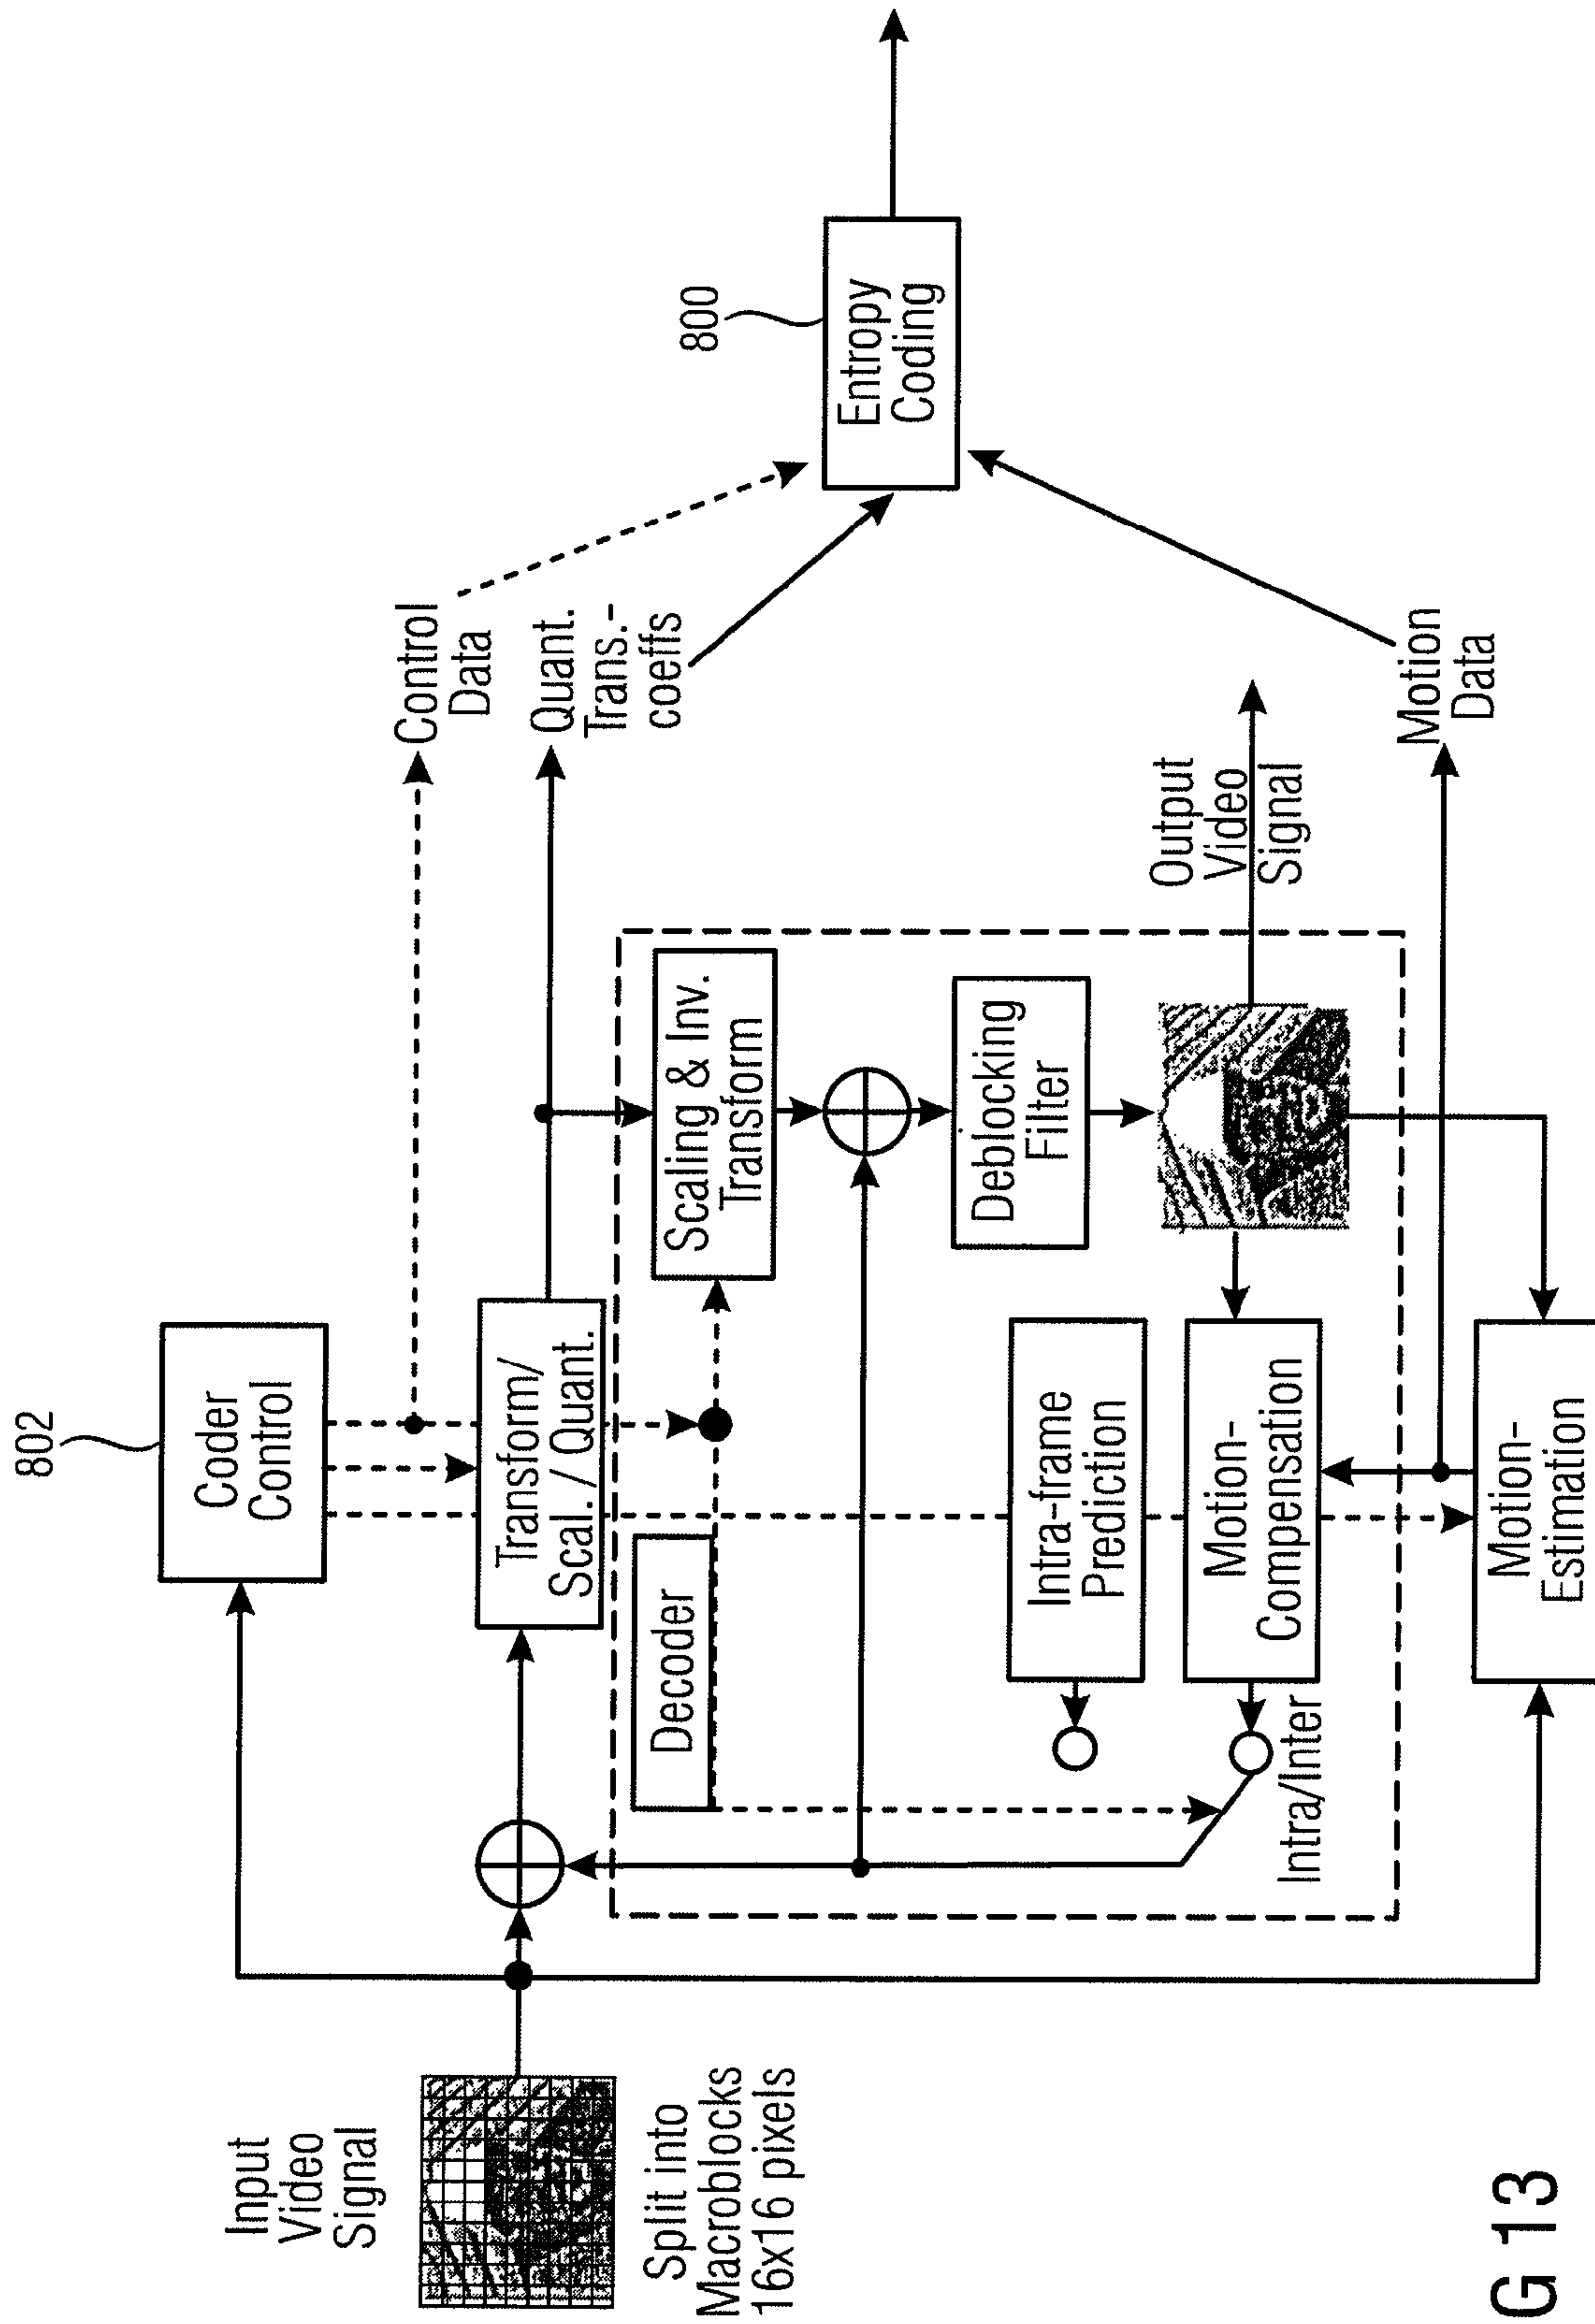 Input
Video
Signal
Split into
Macroblocks
16x16 pixels
802
Coder
Control
Control
Data
Transform/
Scal. / Quant.
Quant.
Trans.-
coeffs
Decoder
Scaling & Inv.
Transform
800
Entropy
Coding
Deblocking
Filter
Intra-frame
Prediction
Motion-
Compensation
Intra/Inter
Output
Video
Signal
Motion
Data
Motion-
Estimation
G 13